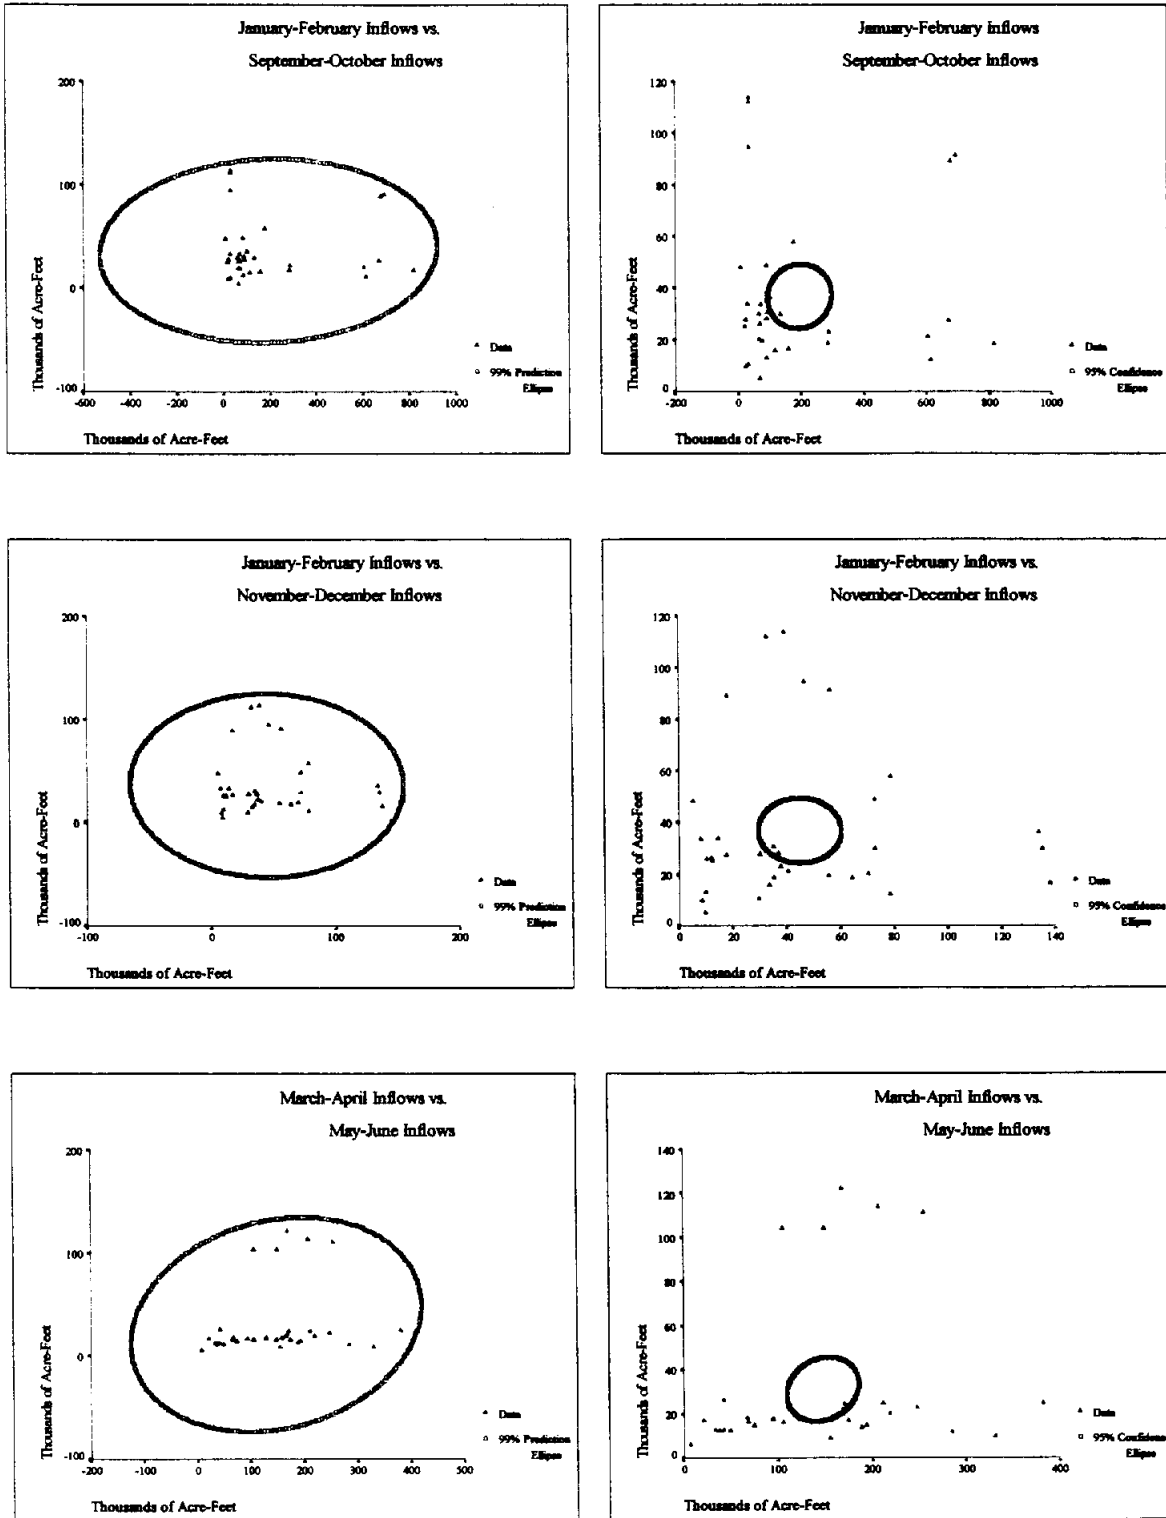 January-February Inflows vs.
September-October Inflows
200
100
0
-100
-600
-400
-200
0
200
400
600
800
1000
Thousands of Acre-Feet
Thousands of Acre-Feet
Data
99% Prediction
Ellipse
January-February Inflows
September-October Inflows
120
100
80
60
40
20
0
-200
0
200
400
600
800
1000
Thousands of Acre-Feet
Thousands of Acre-Feet
Data
95% Confidence
Ellipse
January-February Inflows vs.
November-December Inflows
200
100
0
-100
-100
0
100
200
Thousands of Acre-Feet
Thousands of Acre-Feet
Data
99% Prediction
Ellipse
January-February Inflows vs.
November-December Inflows
120
100
80
60
40
20
0
0
20
40
60
80
100
120
140
Thousands of Acre-Feet
Thousands of Acre-Feet
Data
95% Confidence
Ellipse
March-April Inflows vs.
May-June Inflows
200
100
0
-100
-200
-100
0
100
200
300
400
500
Thousands of Acre-Feet
Thousands of Acre-Feet
Data
99% Prediction
Ellipse
March-April Inflows vs.
May-June Inflows
140
120
100
80
60
40
20
0
0
100
200
300
400
Thousands of Acre-Feet
Thousands of Acre-Feet
Data
95% Confidence
Ellipse